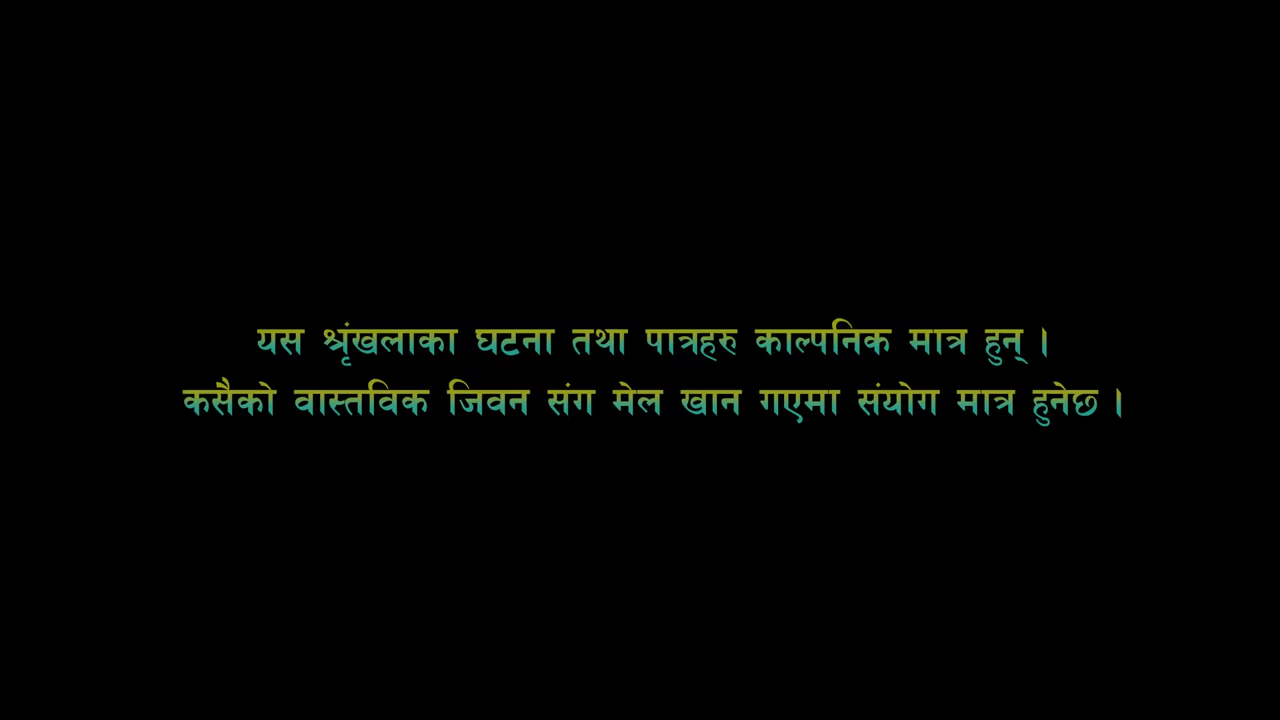 यस श्रृंखलाका घटना तथा पात्रहरु काल्पनिक मात्र हुन् ।
कसैको वास्तविक जिवन संग मेल खान गएमा संयोग मात्र हुनेछ ।